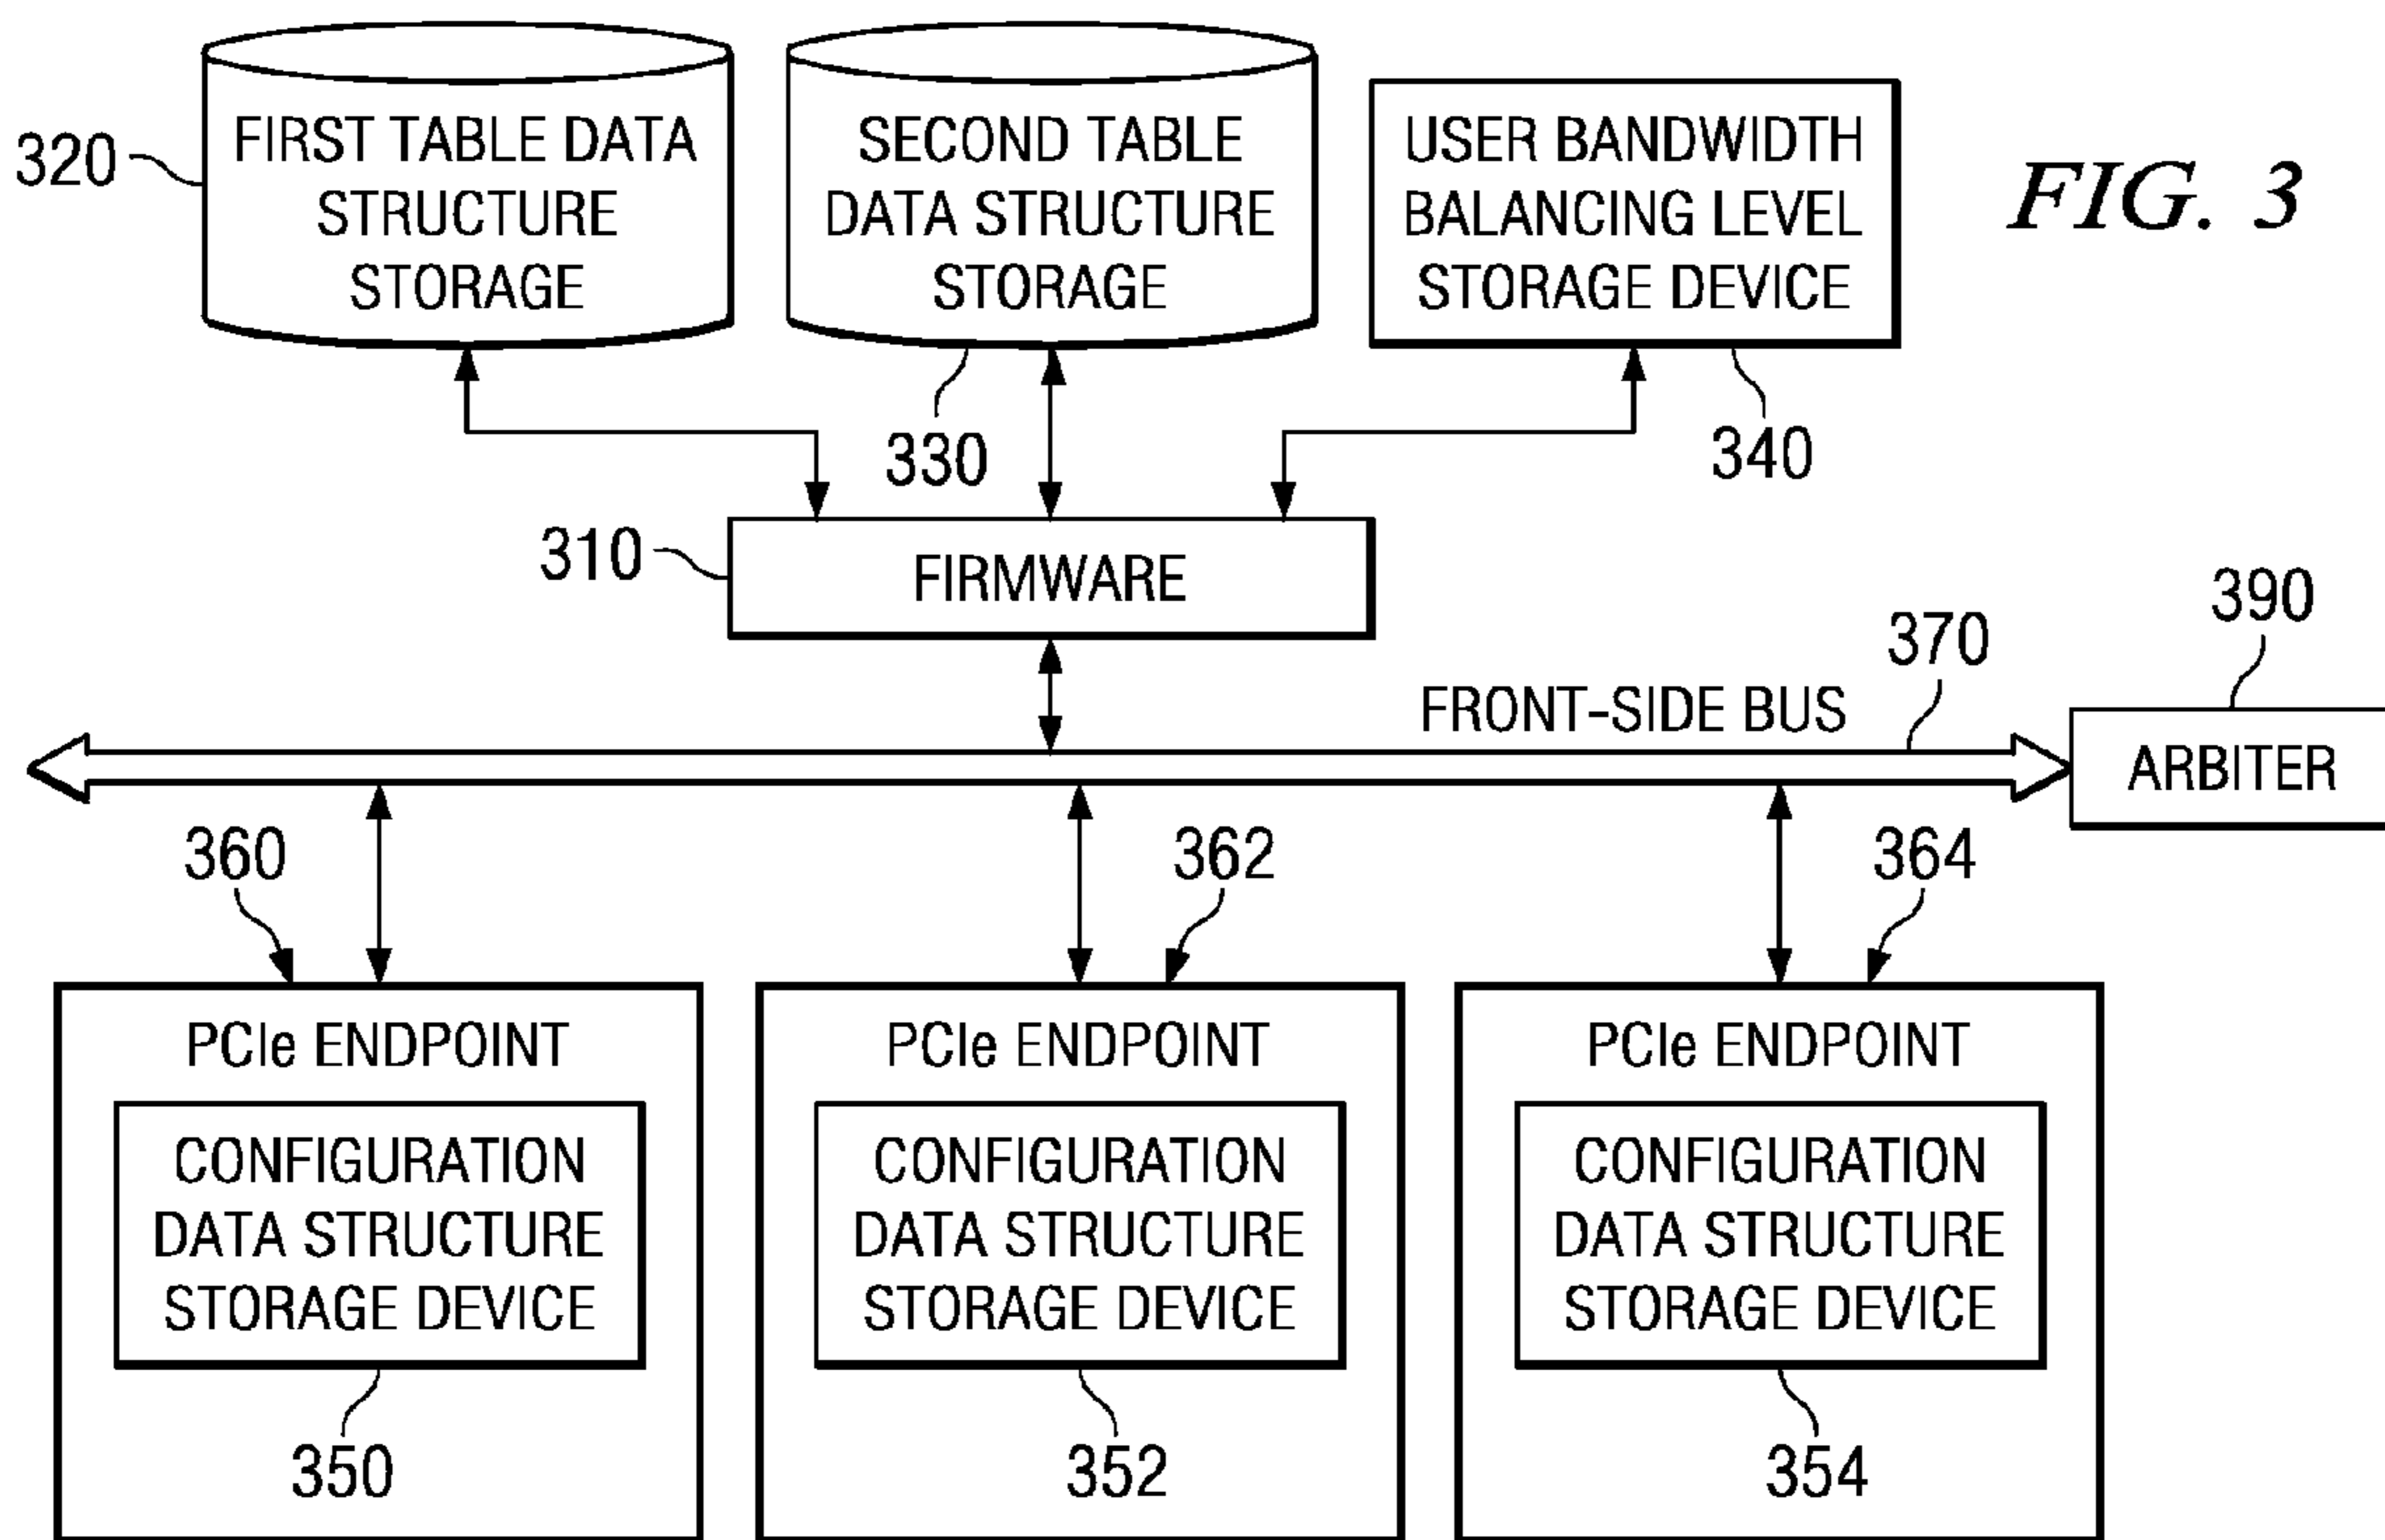 FIRST TABLE DATA
STRUCTURE
STORAGE
320
SECOND TABLE
DATA STRUCTURE
STORAGE
330
USER BANDWIDTH
BALANCING LEVEL
STORAGE DEVICE
340
FIG. 3
310
FIRMWARE
FRONT-SIDE BUS
370
390
ARBITER
360
362
364
PCIe ENDPOINT
CONFIGURATION
DATA STRUCTURE
STORAGE DEVICE
350
PCIe ENDPOINT
CONFIGURATION
DATA STRUCTURE
STORAGE DEVICE
352
PCIe ENDPOINT
CONFIGURATION
DATA STRUCTURE
STORAGE DEVICE
354